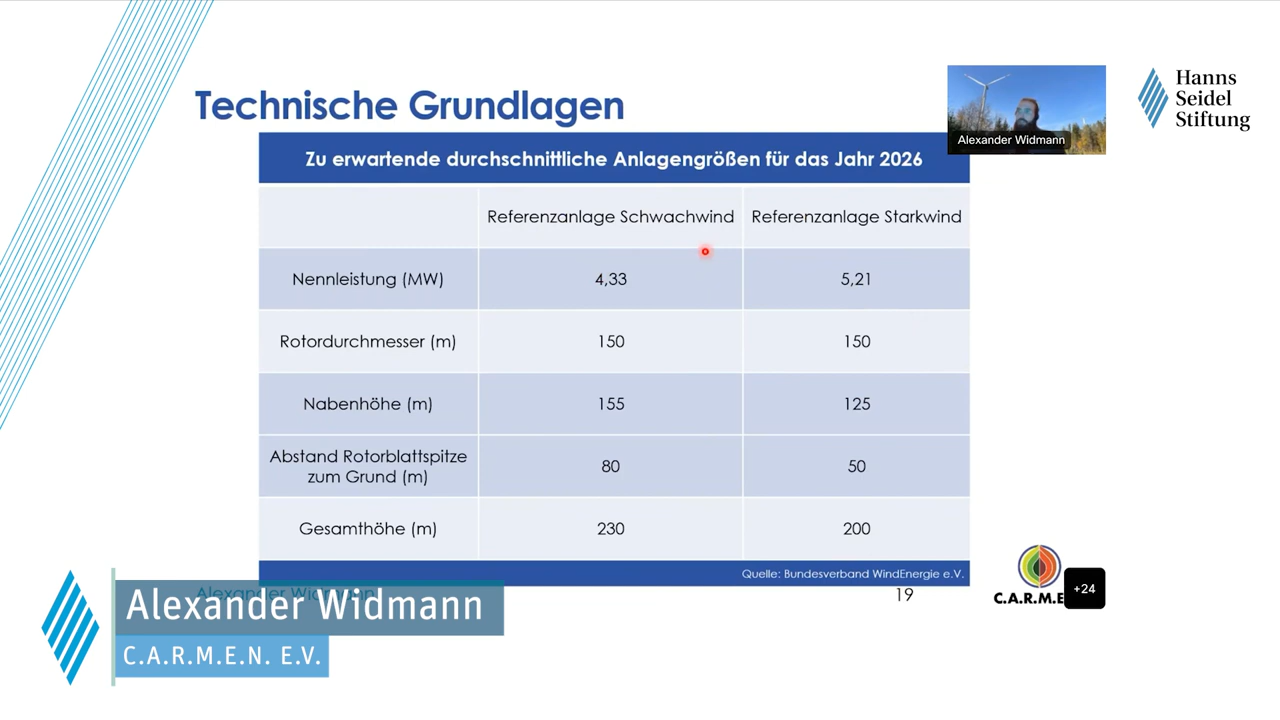 Technische Grundlagen
Alexander Widmann
Hanns
Seidel
Stiftung
Zu erwartende durchschnittliche Anlagengrößen für das Jahr 2026
Referenzanlage Schwachwind
Referenzanlage Starkwind
Nennleistung (MW)
4,33
5,21
Rotordurchmesser (m)
150
150
Nabenhöhe (m)
155
125
Abstand Rotorblattspitze
zum Grund (m)
80
50
Gesamthöhe (m)
230
200
Quelle: Bundesverband WindEnergie e.V.
Alexander Widmann
19
C.A.R.M.E
+24
Alexander Widmann
C.A.R.M.E.N. E.V.